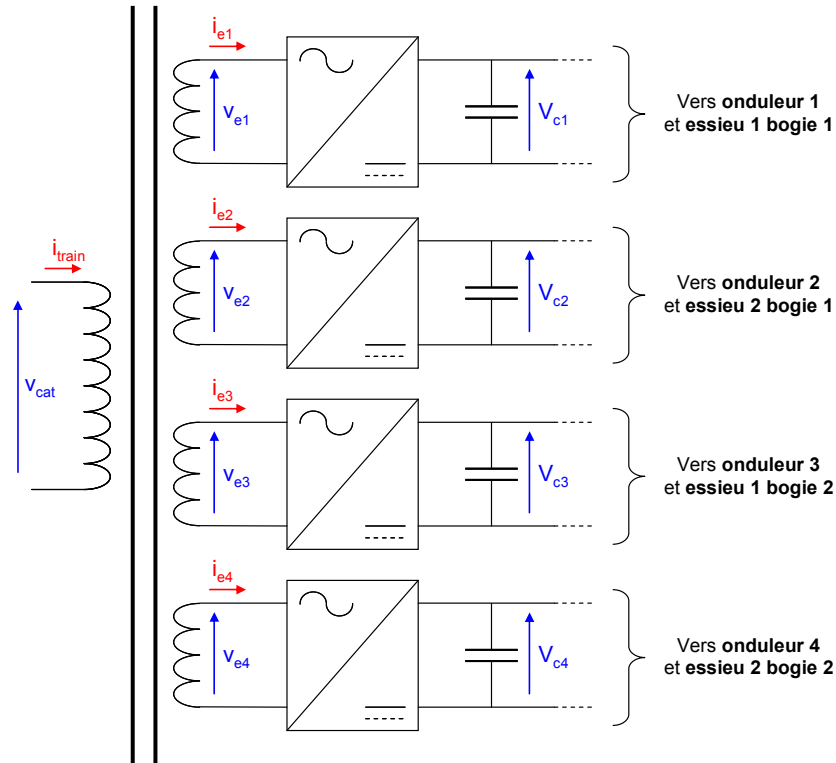 i_e1
v_e1
V_c1
Vers onduleur 1
et essieu 1 bogie 1
i_e2
v_e2
V_c2
Vers onduleur 2
et essieu 2 bogie 1
i_train
v_cat
i_e3
v_e3
V_c3
Vers onduleur 3
et essieu 1 bogie 2
i_e4
v_e4
V_c4
Vers onduleur 4
et essieu 2 bogie 2